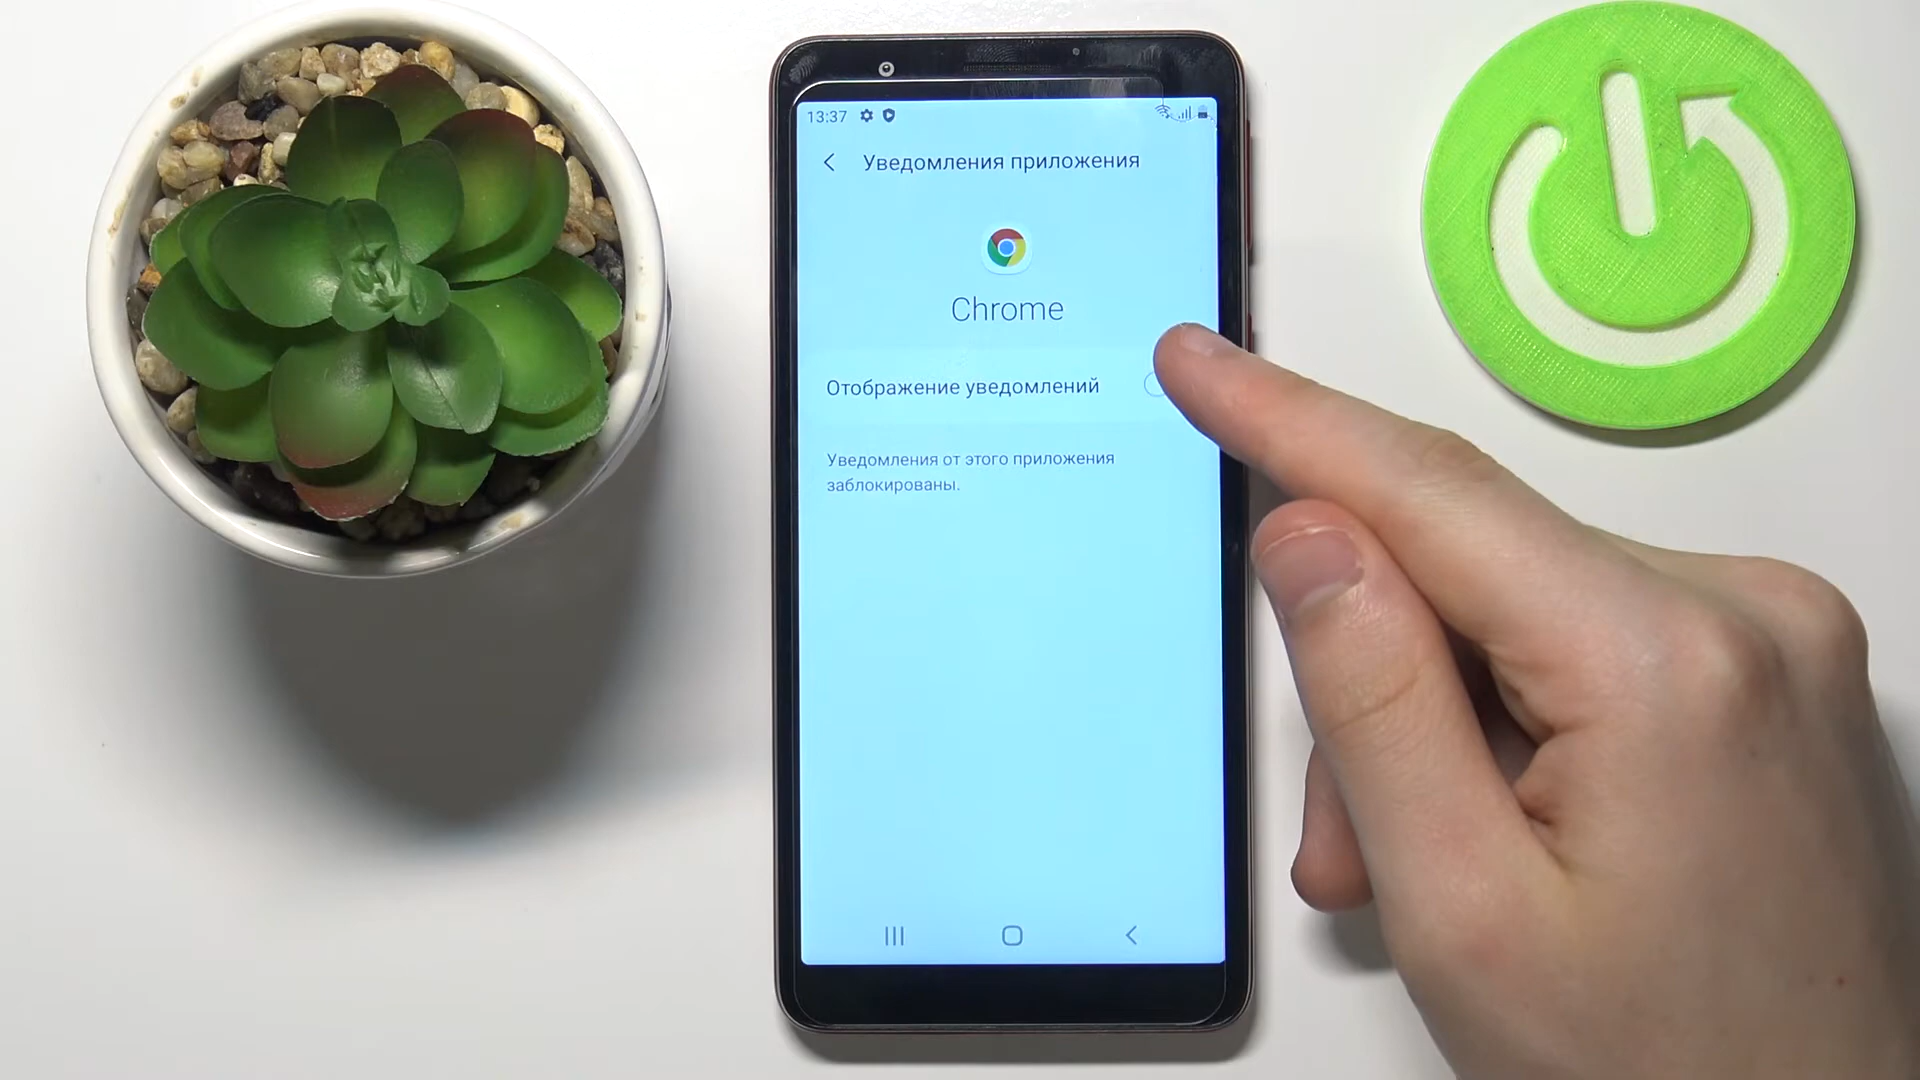 13:37
Уведомления приложения
Chrome
Отображение уведомлений
Уведомления от этого приложения
заблокированы.